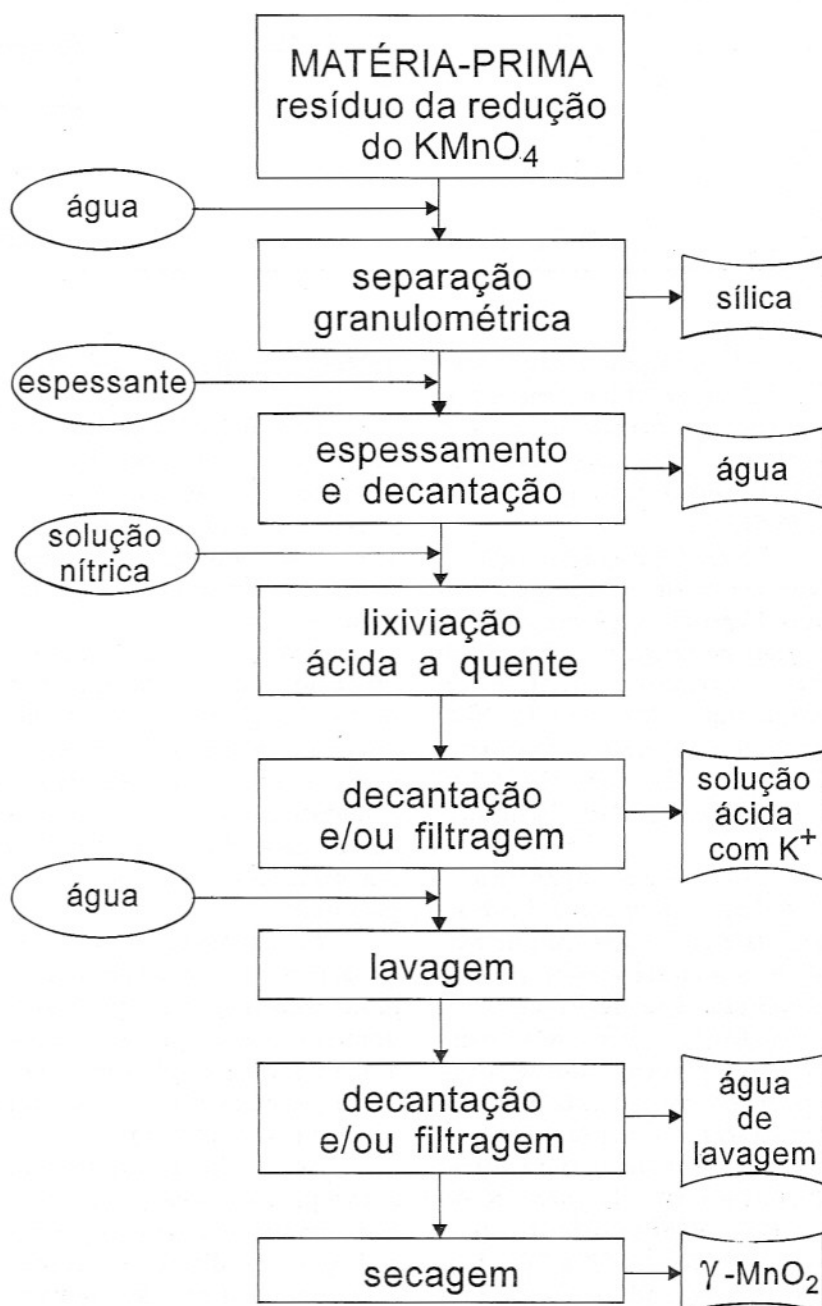 MATÉRIA-PRIMA
resíduo da redução
do KMnO4
água
separação
granulométrica
sílica
espessante
espessamento
e decantação
água
solução
nítrica
lixiviação
ácida a quente
decantação
e/ou filtragem
solução
ácida
com K+
água
lavagem
decantação
e/ou filtragem
água
de
lavagem
secagem
γ-MnO2